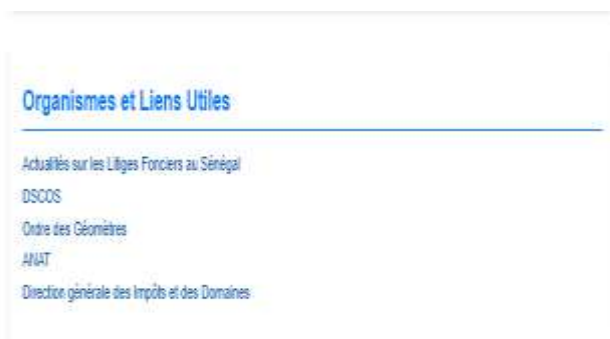 Organismes et Liens Utiles
Actualités sur les Litiges Fonciers au Sénégal
DSCOS
Ordre des Géomètres
ANAT
Direction générale des Impôts et des Domaines